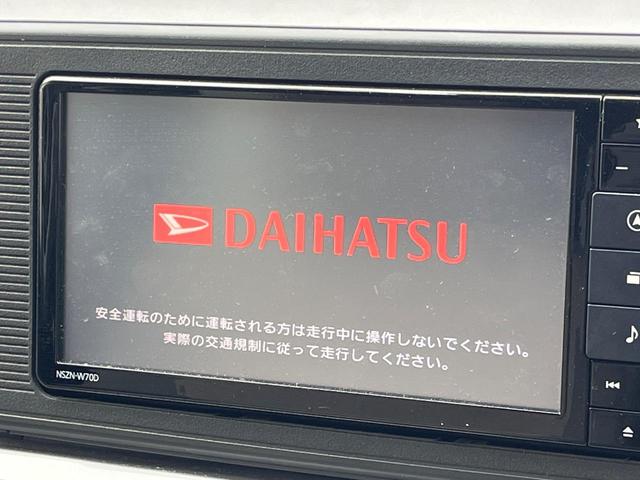 DAIHATSU
安全運転のために運転される方は走行中に操作しないでください。
実際の交通規制に従って走行してください。
NSZN-W70D